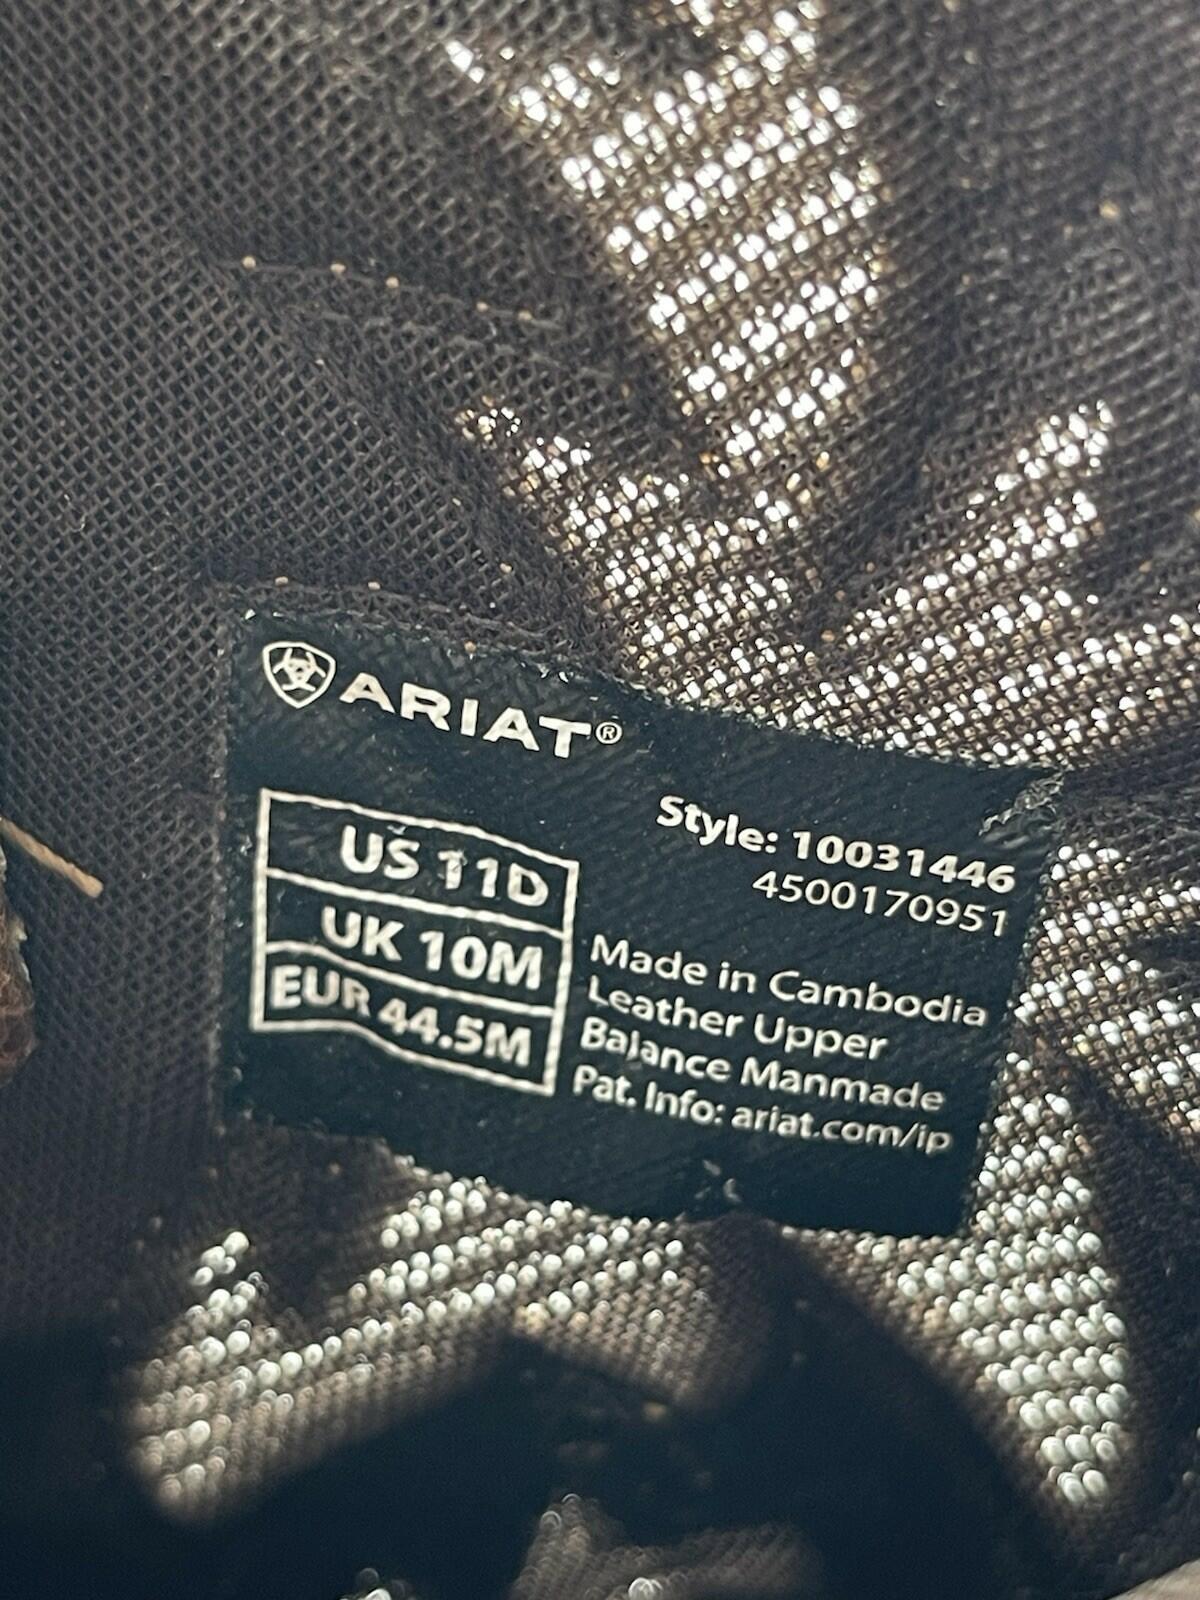 ARIAT®
Style: 10031446
4500170951
US 11D
UK 10M
EUR 44.5M
Made in Cambodia
Leather Upper
Balance Manmade
Pat. Info: ariat.com/ip